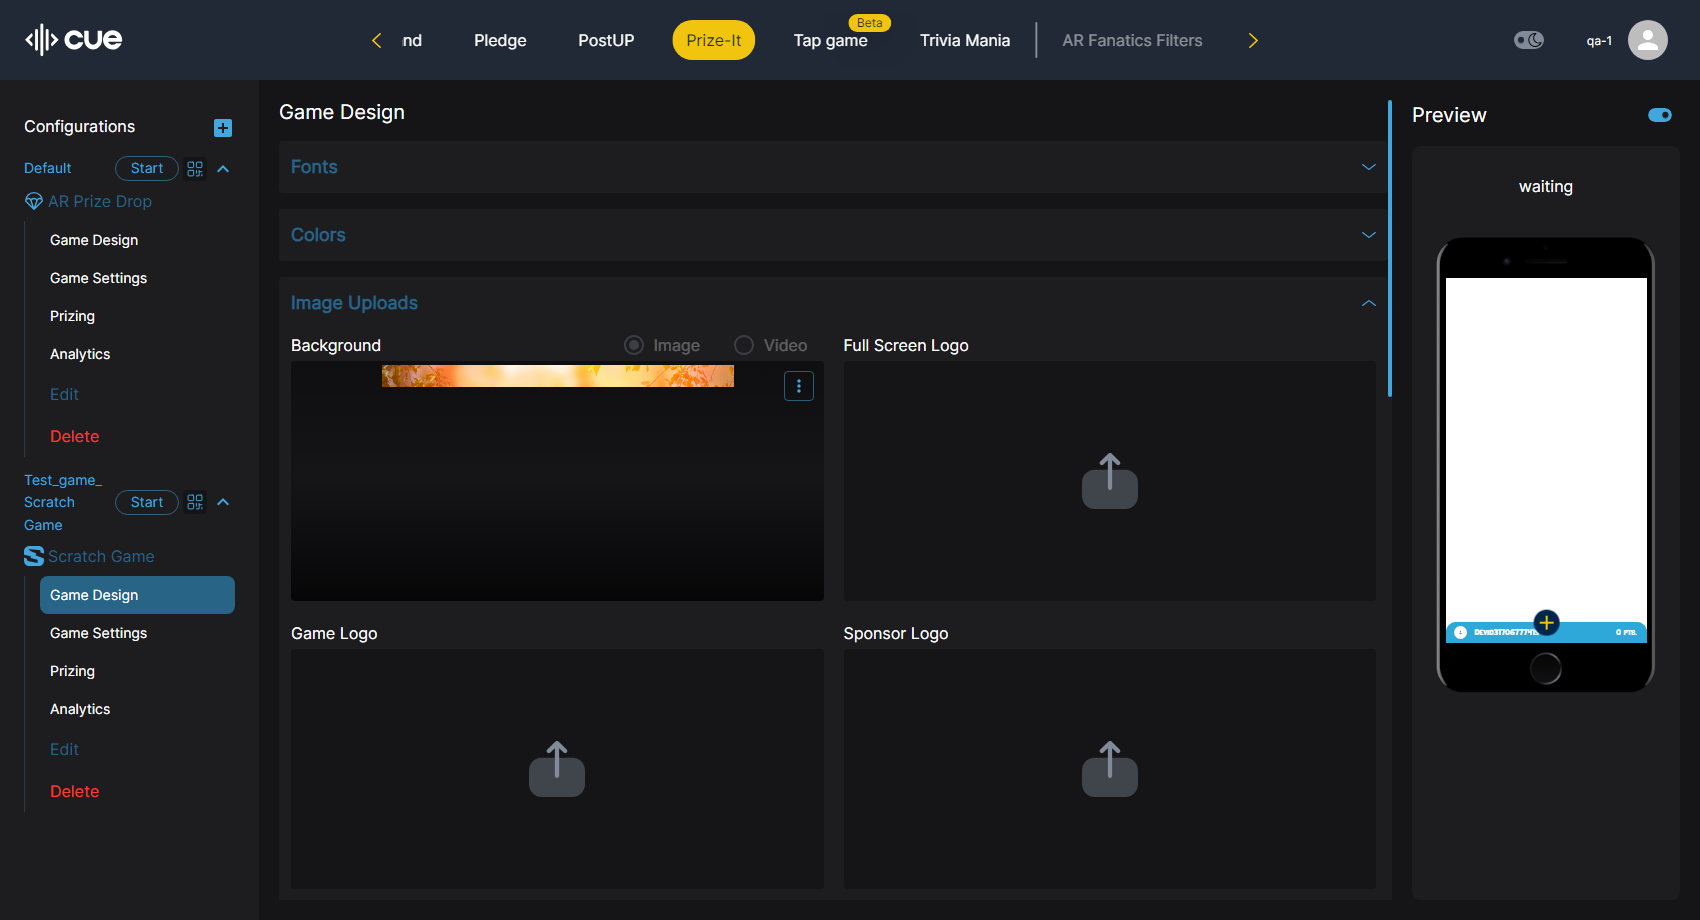 cue
nd
Pledge
PostUP
Prize-It
Beta
Tap game
Trivia Mania
AR Fanatics Filters
qa-1
Configurations
Default
Start
AR Prize Drop
Game Design
Game Settings
Prizing
Analytics
Edit
Delete
Test_game_
Scratch
Game
Start
Scratch Game
Game Design
Game Settings
Prizing
Analytics
Edit
Delete
Game Design
Fonts
Colors
Image Uploads
Background
Image
Video
Full Screen Logo
Game Logo
Sponsor Logo
Preview
waiting
0 PTS.